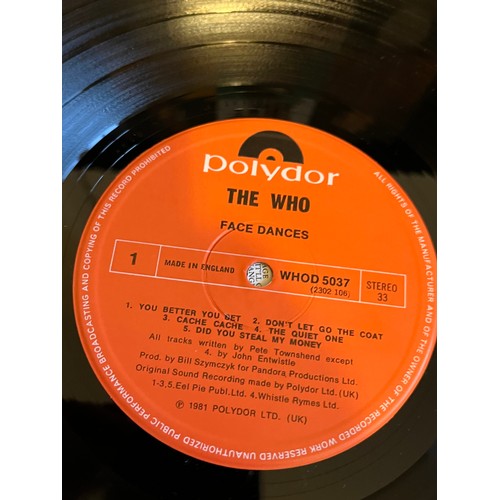 polydor
THE WHO
FACE DANCES
1
MADE IN ENGLAND
WHOD 5037
(2302 106)
STEREO
33
1. YOU BETTER YOU GET 2. DON'T LET GO THE COAT
3. CACHE CACHE 4. THE QUIET ONE
5. DID YOU STEAL MY MONEY
All tracks written by Pete Townshend except
4. by John Entwistle
Prod. by Bill Szymczyk for Pandora Productions Ltd.
Original Sound Recording made by Polydor Ltd. (UK)
1-3,5. Eel Pie Publ. 4. Whistle Rymes Ltd.
℗ 1981 POLYDOR LTD. (UK)
ALL RIGHTS OF THE MANUFACTURER AND OF THE OWNER OF THE RECORDED WORK RESERVED UNAUTHORIZED PUBLIC PERFORMANCE BROADCASTING AND COPYING OF THIS RECORD PROHIBITED